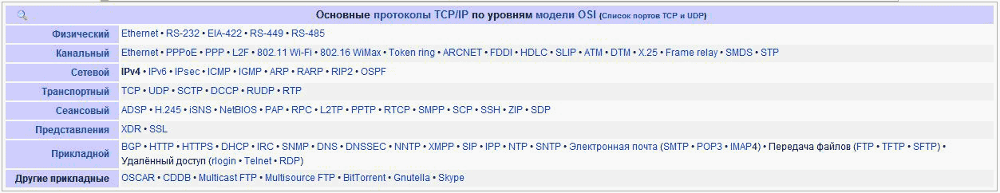 Основные протоколы TCP/IP по уровням модели OSI (Список портов TCP и UDP)
Физический Ethernet • RS-232 • EIA-422 • RS-449 • RS-485
Канальный Ethernet • PPPoE • PPP • L2F • 802.11 Wi-Fi • 802.16 WiMax • Token ring • ARCNET • FDDI • HDLC • SLIP • ATM • DTM • X.25 • Frame relay • SMDS • STP
Сетевой IPv4 • IPv6 • IPsec • ICMP • IGMP • ARP • RARP • RIP2 • OSPF
Транспортный TCP • UDP • SCTP • DCCP • RUDP • RTP
Сеансовый ADSP • H.245 • iSNS • NetBIOS • PAP • RPC • L2TP • PPTP • RTCP • SMPP • SCP • SSH • ZIP • SDP
Представления XDR • SSL
Прикладной BGP • HTTP • HTTPS • DHCP • IRC • SNMP • DNS • DNSSEC • NNTP • XMPP • SIP • IPP • NTP • SNTP • Электронная почта (SMTP • POP3 • IMAP4) • Передача файлов (FTP • TFTP • SFTP) •
Удалённый доступ (rlogin • Telnet • RDP)
Другие прикладные OSCAR • CDDB • Multicast FTP • Multisource FTP • BitTorrent • Gnutella • Skype